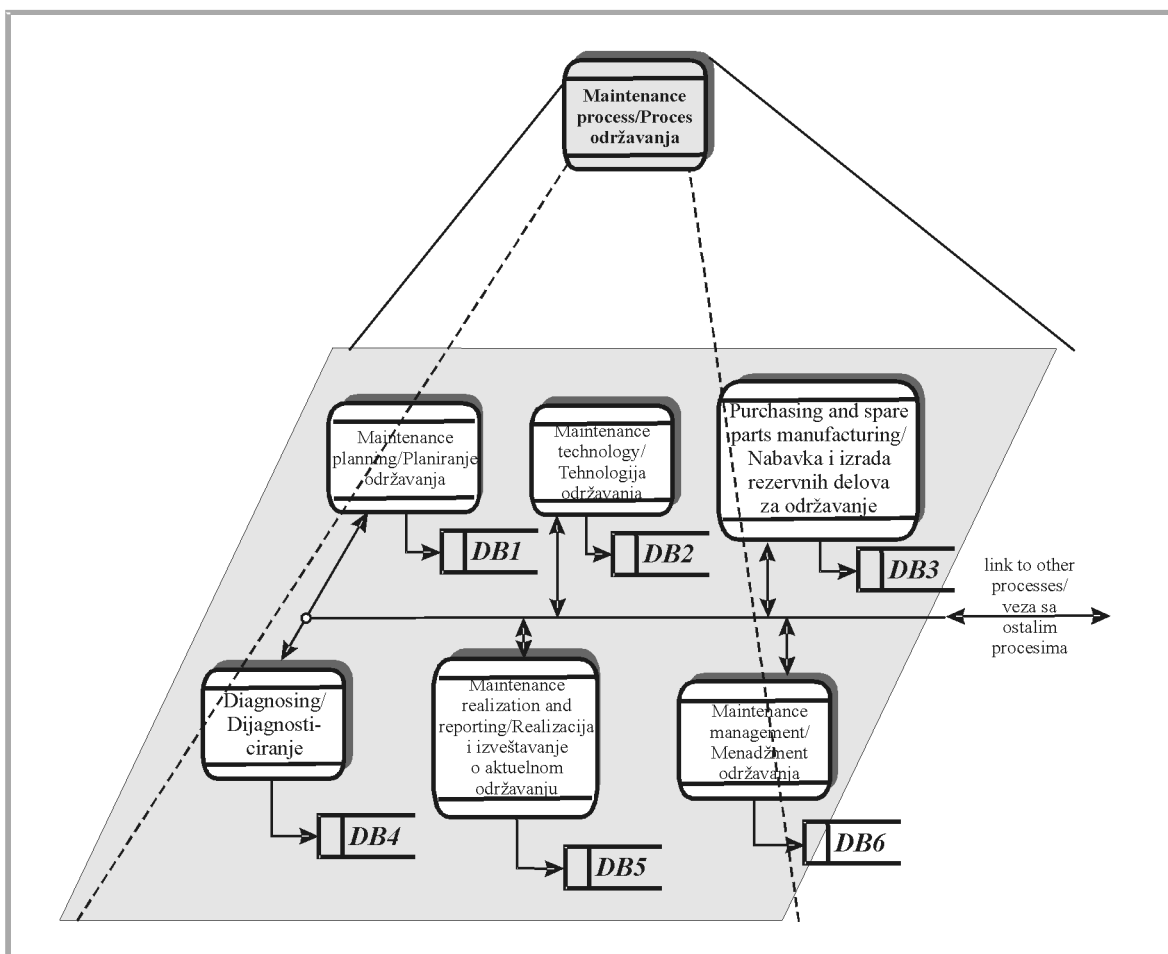 Maintenance
process/Proces
održavanja
Maintenance
planning/Planiranje
održavanja
Maintenance
technology/
Tehnologija
održavania
Purchasing and spare
parts manufacturing/
Nabavka i izrada
rezervnih delova
za održavanje
DB1
DB2
DB3
link to other
processes/
veza sa
ostalim
procesima
Diagnosing/
Dijagnosti-
ciranje
Maintenance
realization and
reporting/Realizacija
i izveštavanje
o aktuelnom
održavanju
Maintenance
management/
Menadžment
održavanja
DB4
DB5
DB6